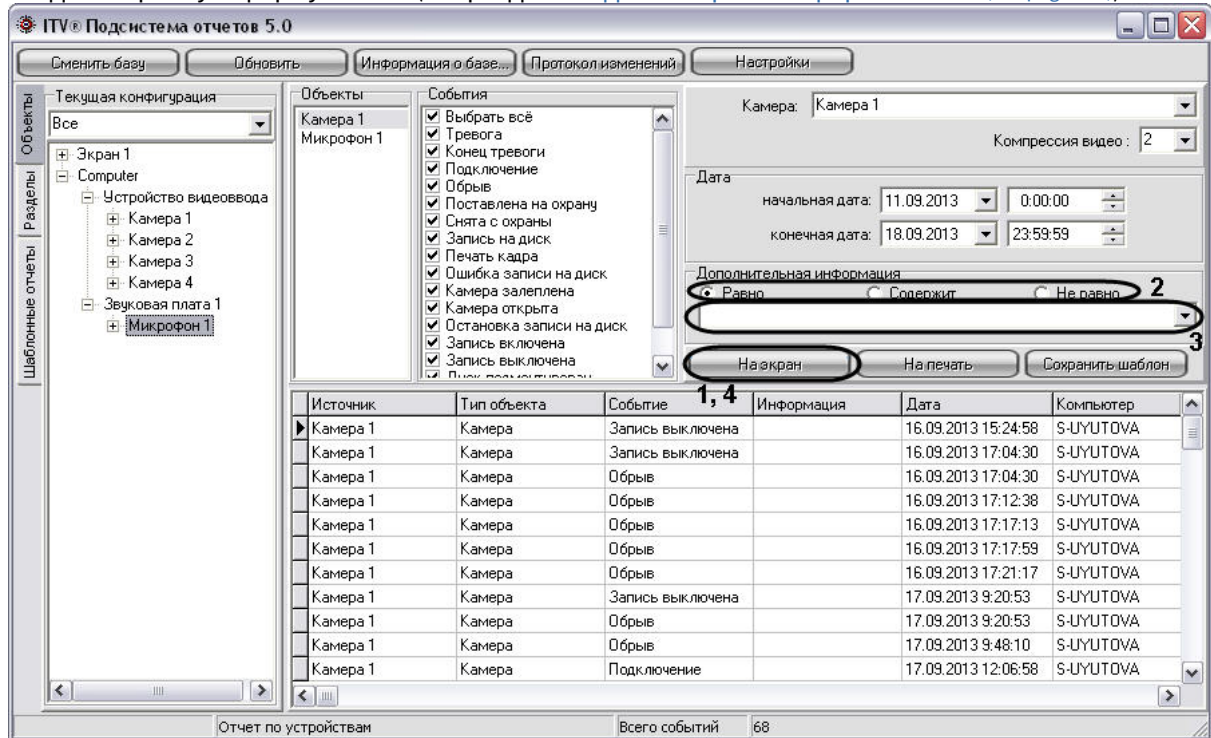 ITV® Подсистема отчетов 5.0
Сменить базу
Обновить
Информация о базе...
Протокол изменений
Настройки
Объекты
Разделы
Шаблонные отчеты
Текущая конфигурация
Все
Экран 1
Computer
Устройство видеоввода
Камера 1
Камера 2
Камера 3
Камера 4
Звуковая плата 1
Микрофон 1
Объекты
Камера 1
Микрофон 1
События
Выбрать всё
Тревога
Конец тревоги
Подключение
Обрыв
Поставлена на охрану
Снята с охраны
Запись на диск
Печать кадра
Ошибка записи на диск
Камера залеплена
Камера открыта
Остановка записи на диск
Запись включена
Запись выключена
Камера: Камера 1
Компрессия видео : 2
Дата
начальная дата: 11.09.2013 0:00:00
конечная дата: 18.09.2013 23:59:59
Дополнительная информация
Равно Содержит Не равно 2
3
На экран На печать Сохранить шаблон
1, 4
Источник Тип объекта Событие Информация Дата Компьютер
Камера 1 Камера Запись выключена 16.09.2013 15:24:58 S-UYUTOVA
Камера 1 Камера Запись выключена 16.09.2013 17:04:30 S-UYUTOVA
Камера 1 Камера Обрыв 16.09.2013 17:04:30 S-UYUTOVA
Камера 1 Камера Обрыв 16.09.2013 17:12:38 S-UYUTOVA
Камера 1 Камера Обрыв 16.09.2013 17:17:13 S-UYUTOVA
Камера 1 Камера Обрыв 16.09.2013 17:17:59 S-UYUTOVA
Камера 1 Камера Обрыв 16.09.2013 17:21:17 S-UYUTOVA
Камера 1 Камера Запись выключена 17.09.2013 9:20:53 S-UYUTOVA
Камера 1 Камера Обрыв 17.09.2013 9:20:53 S-UYUTOVA
Камера 1 Камера Обрыв 17.09.2013 9:48:10 S-UYUTOVA
Камера 1 Камера Подключение 17.09.2013 12:06:58 S-UYUTOVA
Отчет по устройствам Всего событий 68